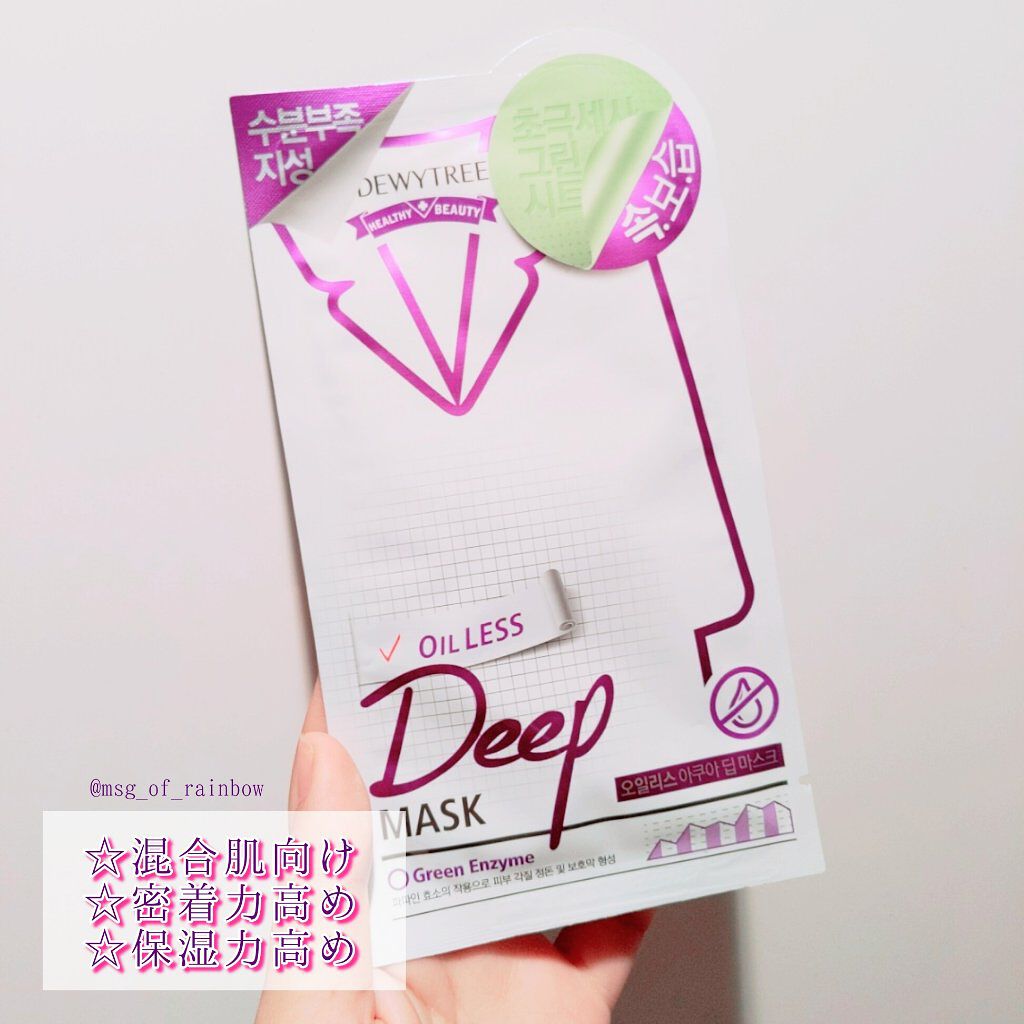 수분부족
지성
DEWYTREE
HEALTHY BEAUTY
초극세사
그린
시트
속보습
✓ OIL LESS
Deep
MASK
오일리스 아쿠아 딥 마스크
Green Enzyme
파파인 효소의 작용으로 피부 각질 정돈 및 보호막 형성
@msg_of_rainbow
☆混合肌向け
☆密着力高め
☆保湿力高め